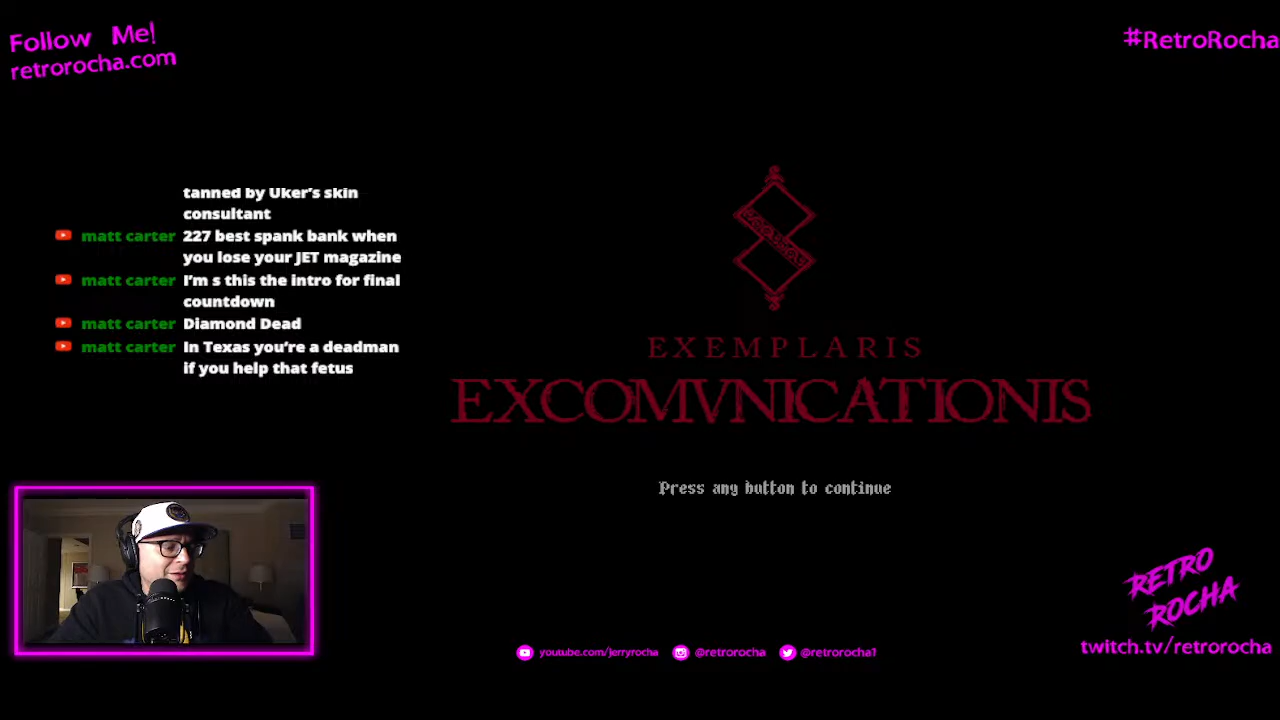 Follow Me!
retrorocha.com
#RetroRocha
tanned by Uker's skin
consultant
matt carter 227 best spank bank when
you lose your JET magazine
matt carter I'm s this the intro for final
countdown
matt carter Diamond Dead
matt carter In Texas you're a deadman
if you help that fetus
EXEMPLARIS
EXCOMVNICATIONIS
Press any button to continue
RETRO
ROCHA
twitch.tv/retrorocha
youtube.com/jerryrocha @retrorocha @retrorocha1